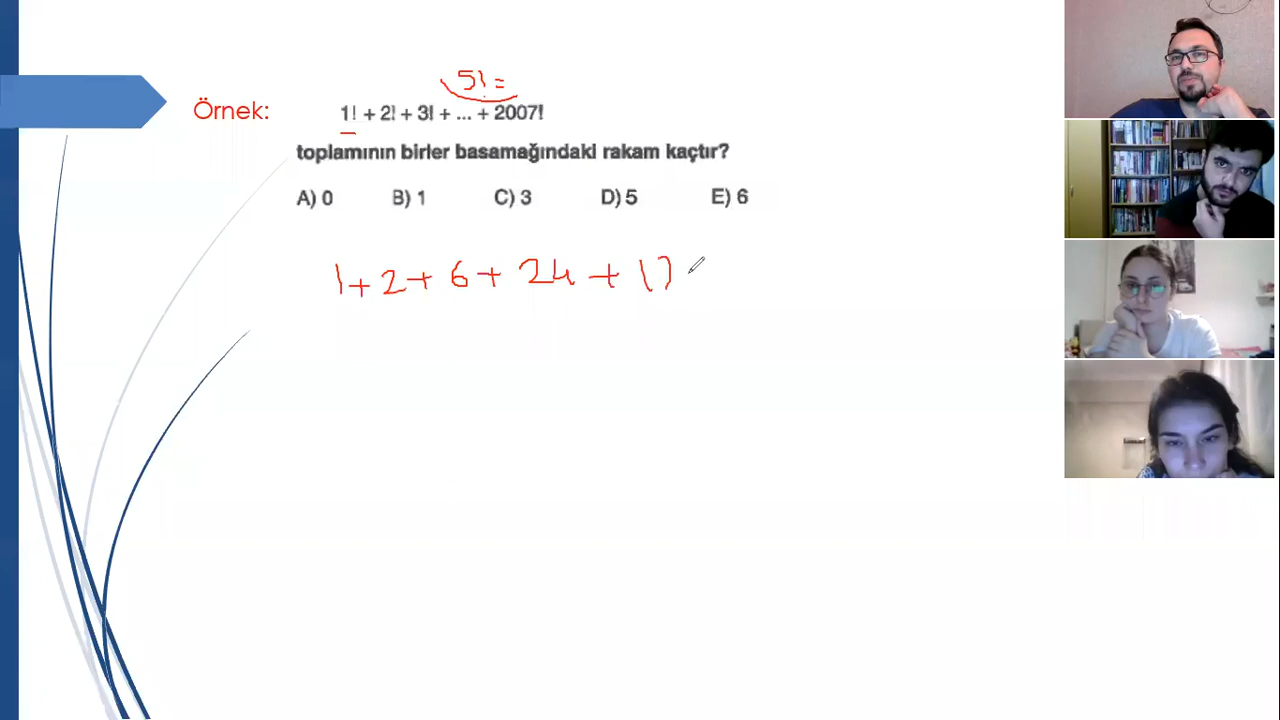 5! =
Örnek: 1! + 2! + 3! + ... + 2007!
toplamının birler basamağındaki rakam kaçtır?
A) 0 B) 1 C) 3 D) 5 E) 6
1 + 2 + 6 + 24 + 12